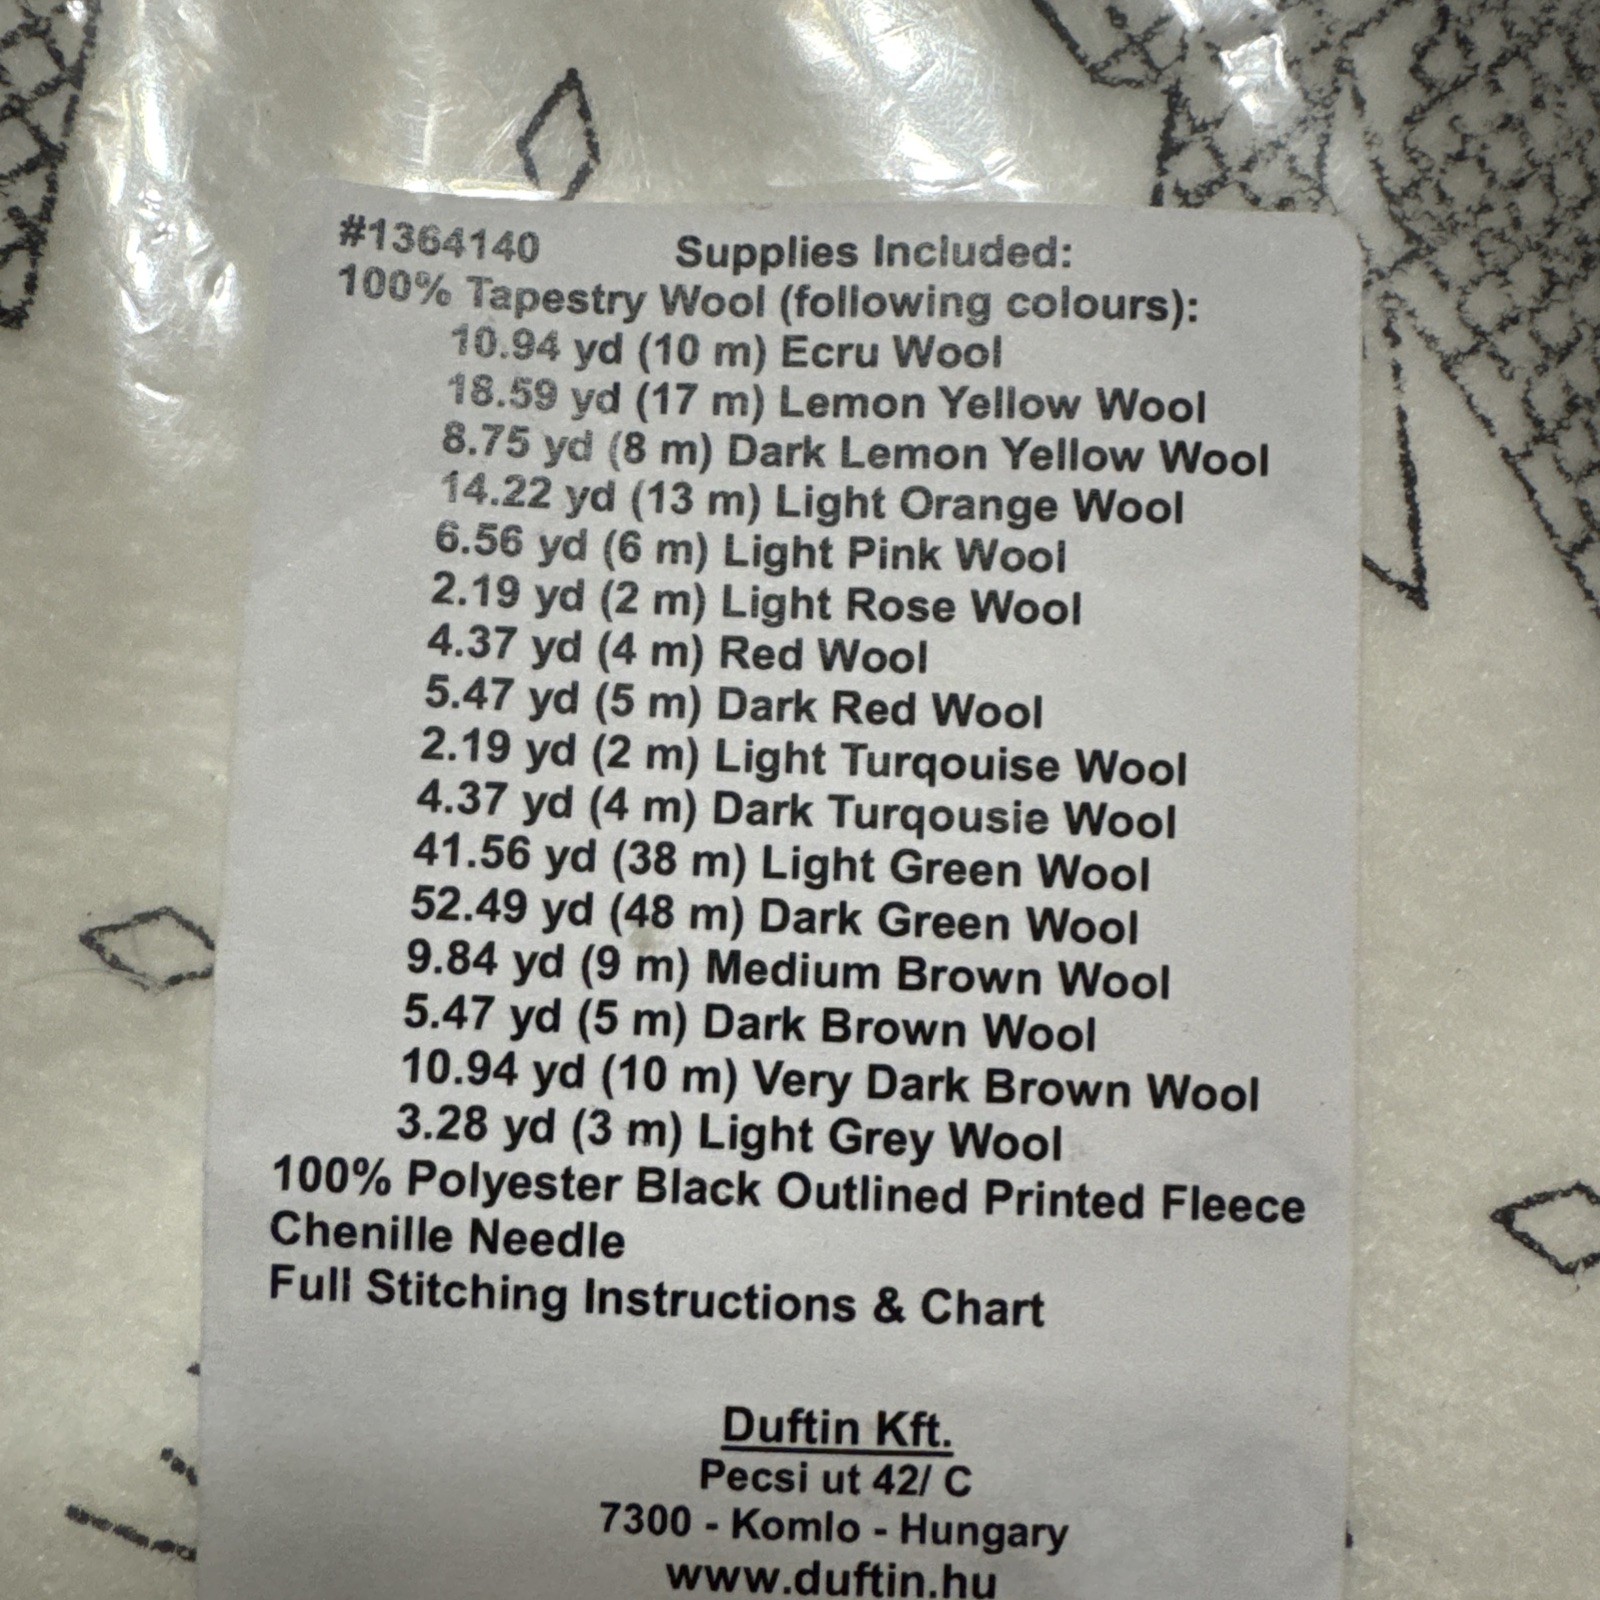 #1364140 Supplies Included:
100% Tapestry Wool (following colours):
10.94 yd (10 m) Ecru Wool
18.59 yd (17 m) Lemon Yellow Wool
8.75 yd (8 m) Dark Lemon Yellow Wool
14.22 yd (13 m) Light Orange Wool
6.56 yd (6 m) Light Pink Wool
2.19 yd (2 m) Light Rose Wool
4.37 yd (4 m) Red Wool
5.47 yd (5 m) Dark Red Wool
2.19 yd (2 m) Light Turqouise Wool
4.37 yd (4 m) Dark Turqousie Wool
41.56 yd (38 m) Light Green Wool
52.49 yd (48 m) Dark Green Wool
9.84 yd (9 m) Medium Brown Wool
5.47 yd (5 m) Dark Brown Wool
10.94 yd (10 m) Very Dark Brown Wool
3.28 yd (3 m) Light Grey Wool
100% Polyester Black Outlined Printed Fleece
Chenille Needle
Full Stitching Instructions & Chart
Duftin Kft.
Pecsi ut 42/ C
7300 - Komlo - Hungary
www.duftin.hu